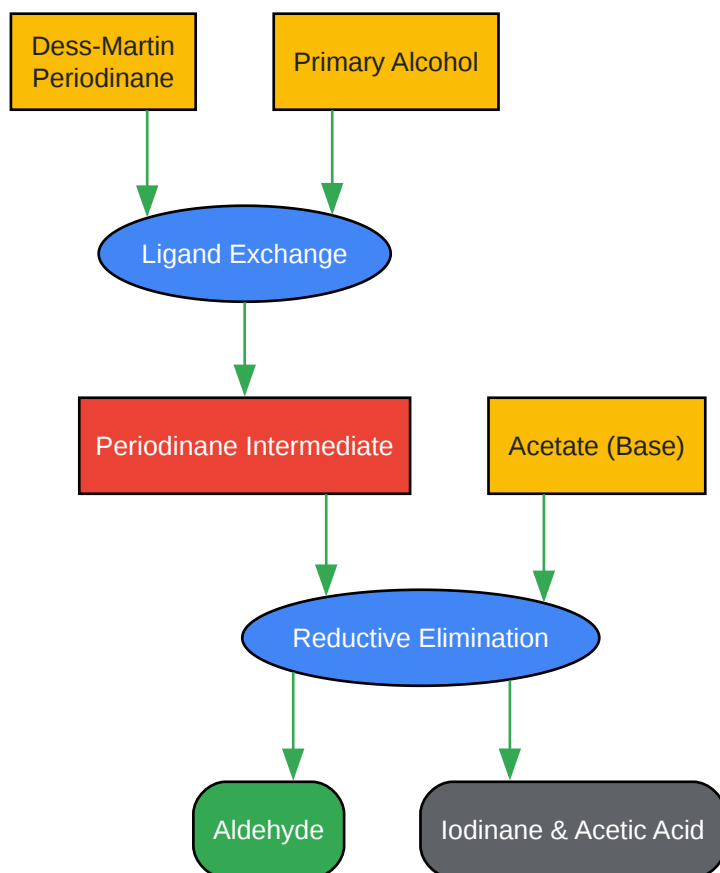 Dess-Martin
Periodinane
Primary Alcohol
Ligand Exchange
Periodinane Intermediate
Acetate (Base)
Reductive Elimination
Aldehyde
Iodinane & Acetic Acid